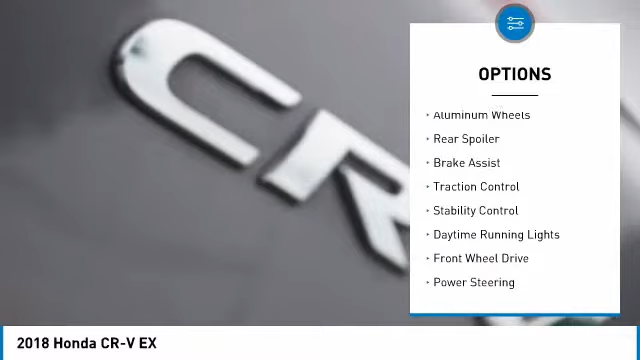 CR
OPTIONS
Aluminum Wheels
Rear Spoiler
Brake Assist
Traction Control
Stability Control
Daytime Running Lights
Front Wheel Drive
Power Steering
2018 Honda CR-V EX